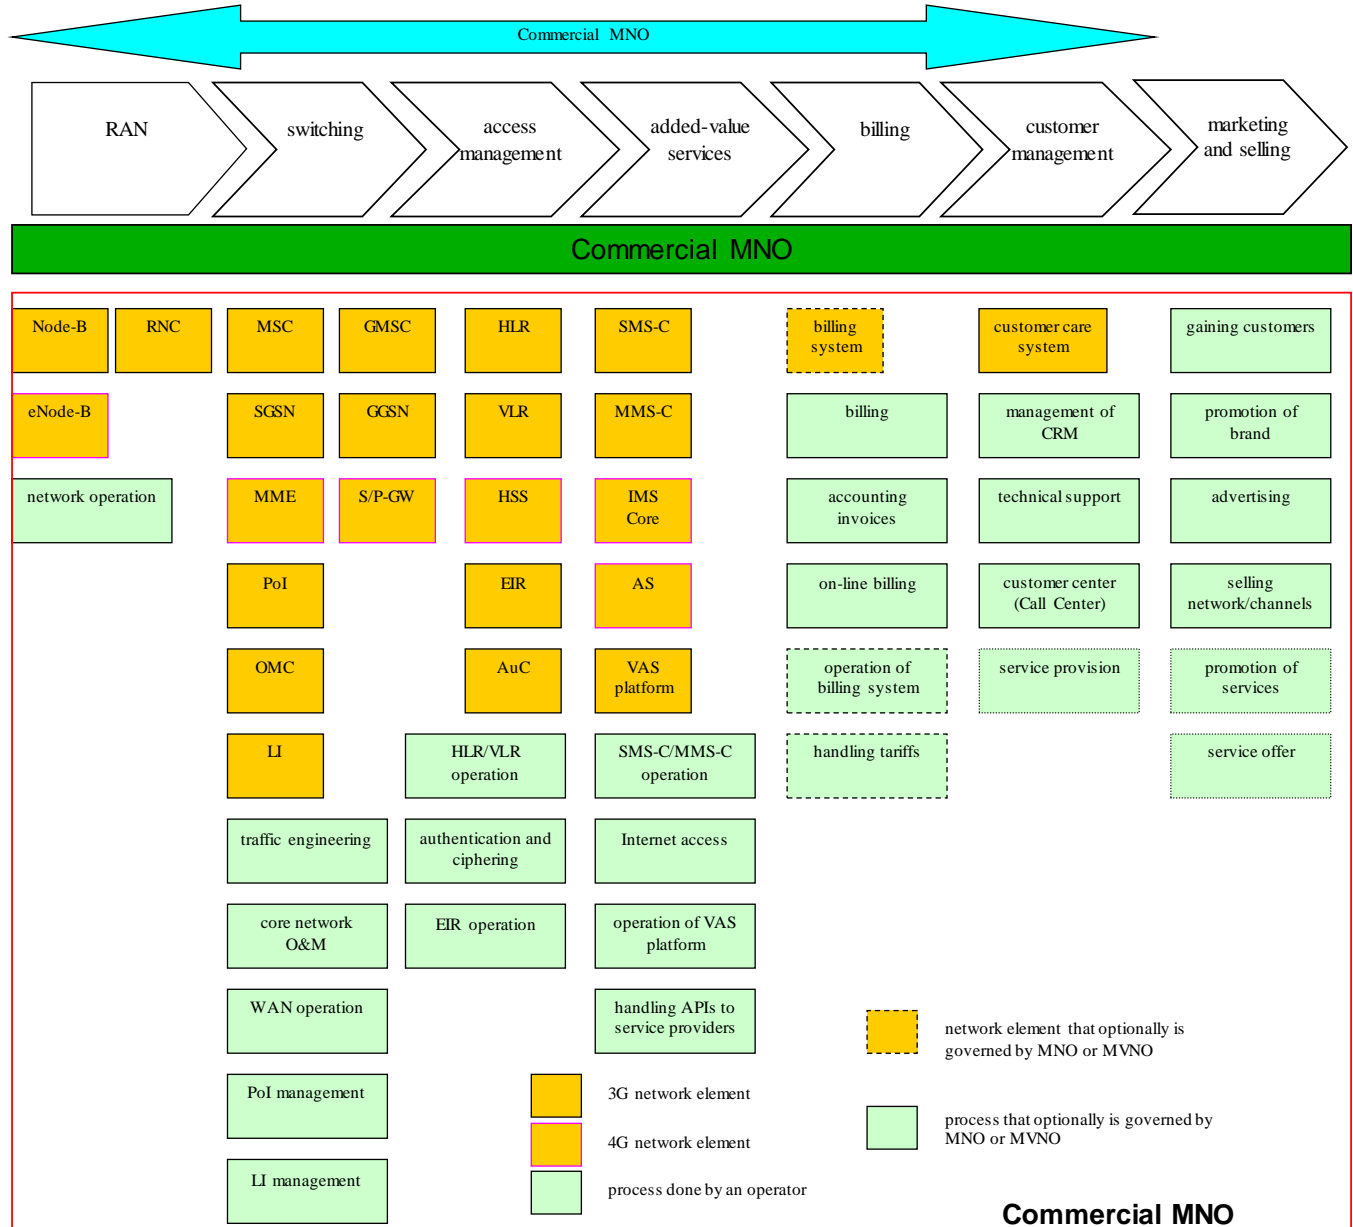 Commercial MNO
RAN
switching
access
management
added-value
services
billing
customer
management
marketing
and selling
Commercial MNO
Node-B
RNC
MSC
GMSC
HLR
SMS-C
billing
system
customer care
system
gaining customers
eNode-B
SGSN
GGSN
VLR
MMS-C
billing
management of
CRM
promotion of
brand
network operation
MME
S/P-GW
HSS
IMS
Core
accounting
invoices
technical support
advertising
PoI
EIR
AS
on-line billing
customer center
(Call Center)
selling
network/channels
OMC
AuC
VAS
platform
operation of
billing system
service provision
promotion of
services
LI
HLR/VLR
operation
SMS-C/MMS-C
operation
handling tariffs
service offer
traffic engineering
authentication and
ciphering
Internet access
core network
O&M
EIR operation
operation of VAS
platform
WAN operation
handling APIs to
service providers
network element that optionally is
governed by MNO or MVNO
PoI management
3G network element
process that optionally is governed by
MNO or MVNO
4G network element
LI management
process done by an operator
Commercial MNO